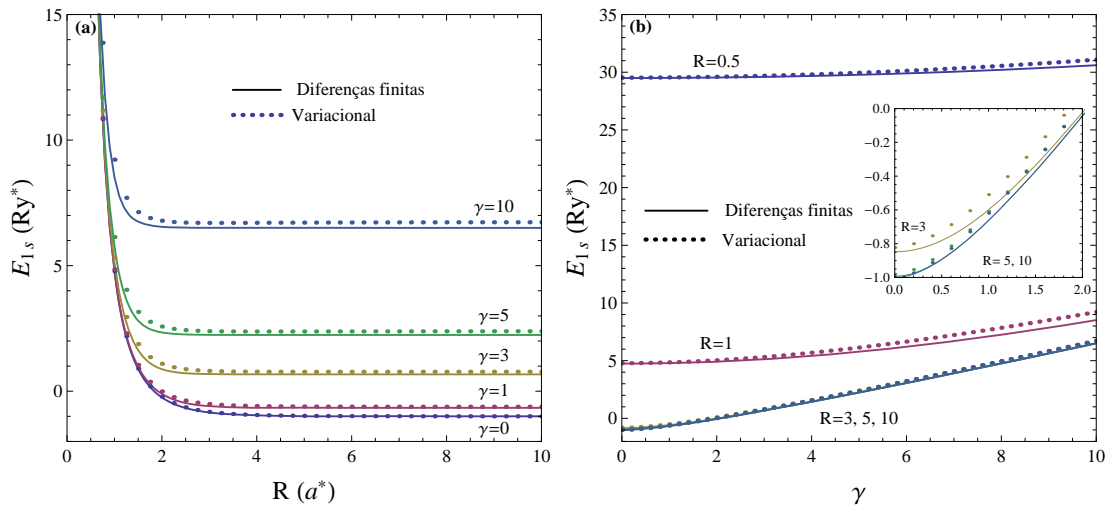 (a)
15
10
5
0
E1s (Ry*)
Diferenças finitas
Variacional
γ=10
γ=5
γ=3
γ=1
γ=0
0 2 4 6 8 10
R (a*)
(b)
35
30
25
20
15
10
5
0
E1s (Ry*)
R=0.5
Diferenças finitas
Variacional
R=1
R=3, 5, 10
0 2 4 6 8 10
γ
0.0
−0.2
−0.4
−0.6
−0.8
−1.0
R=3
R= 5, 10
0.0 0.5 1.0 1.5 2.0